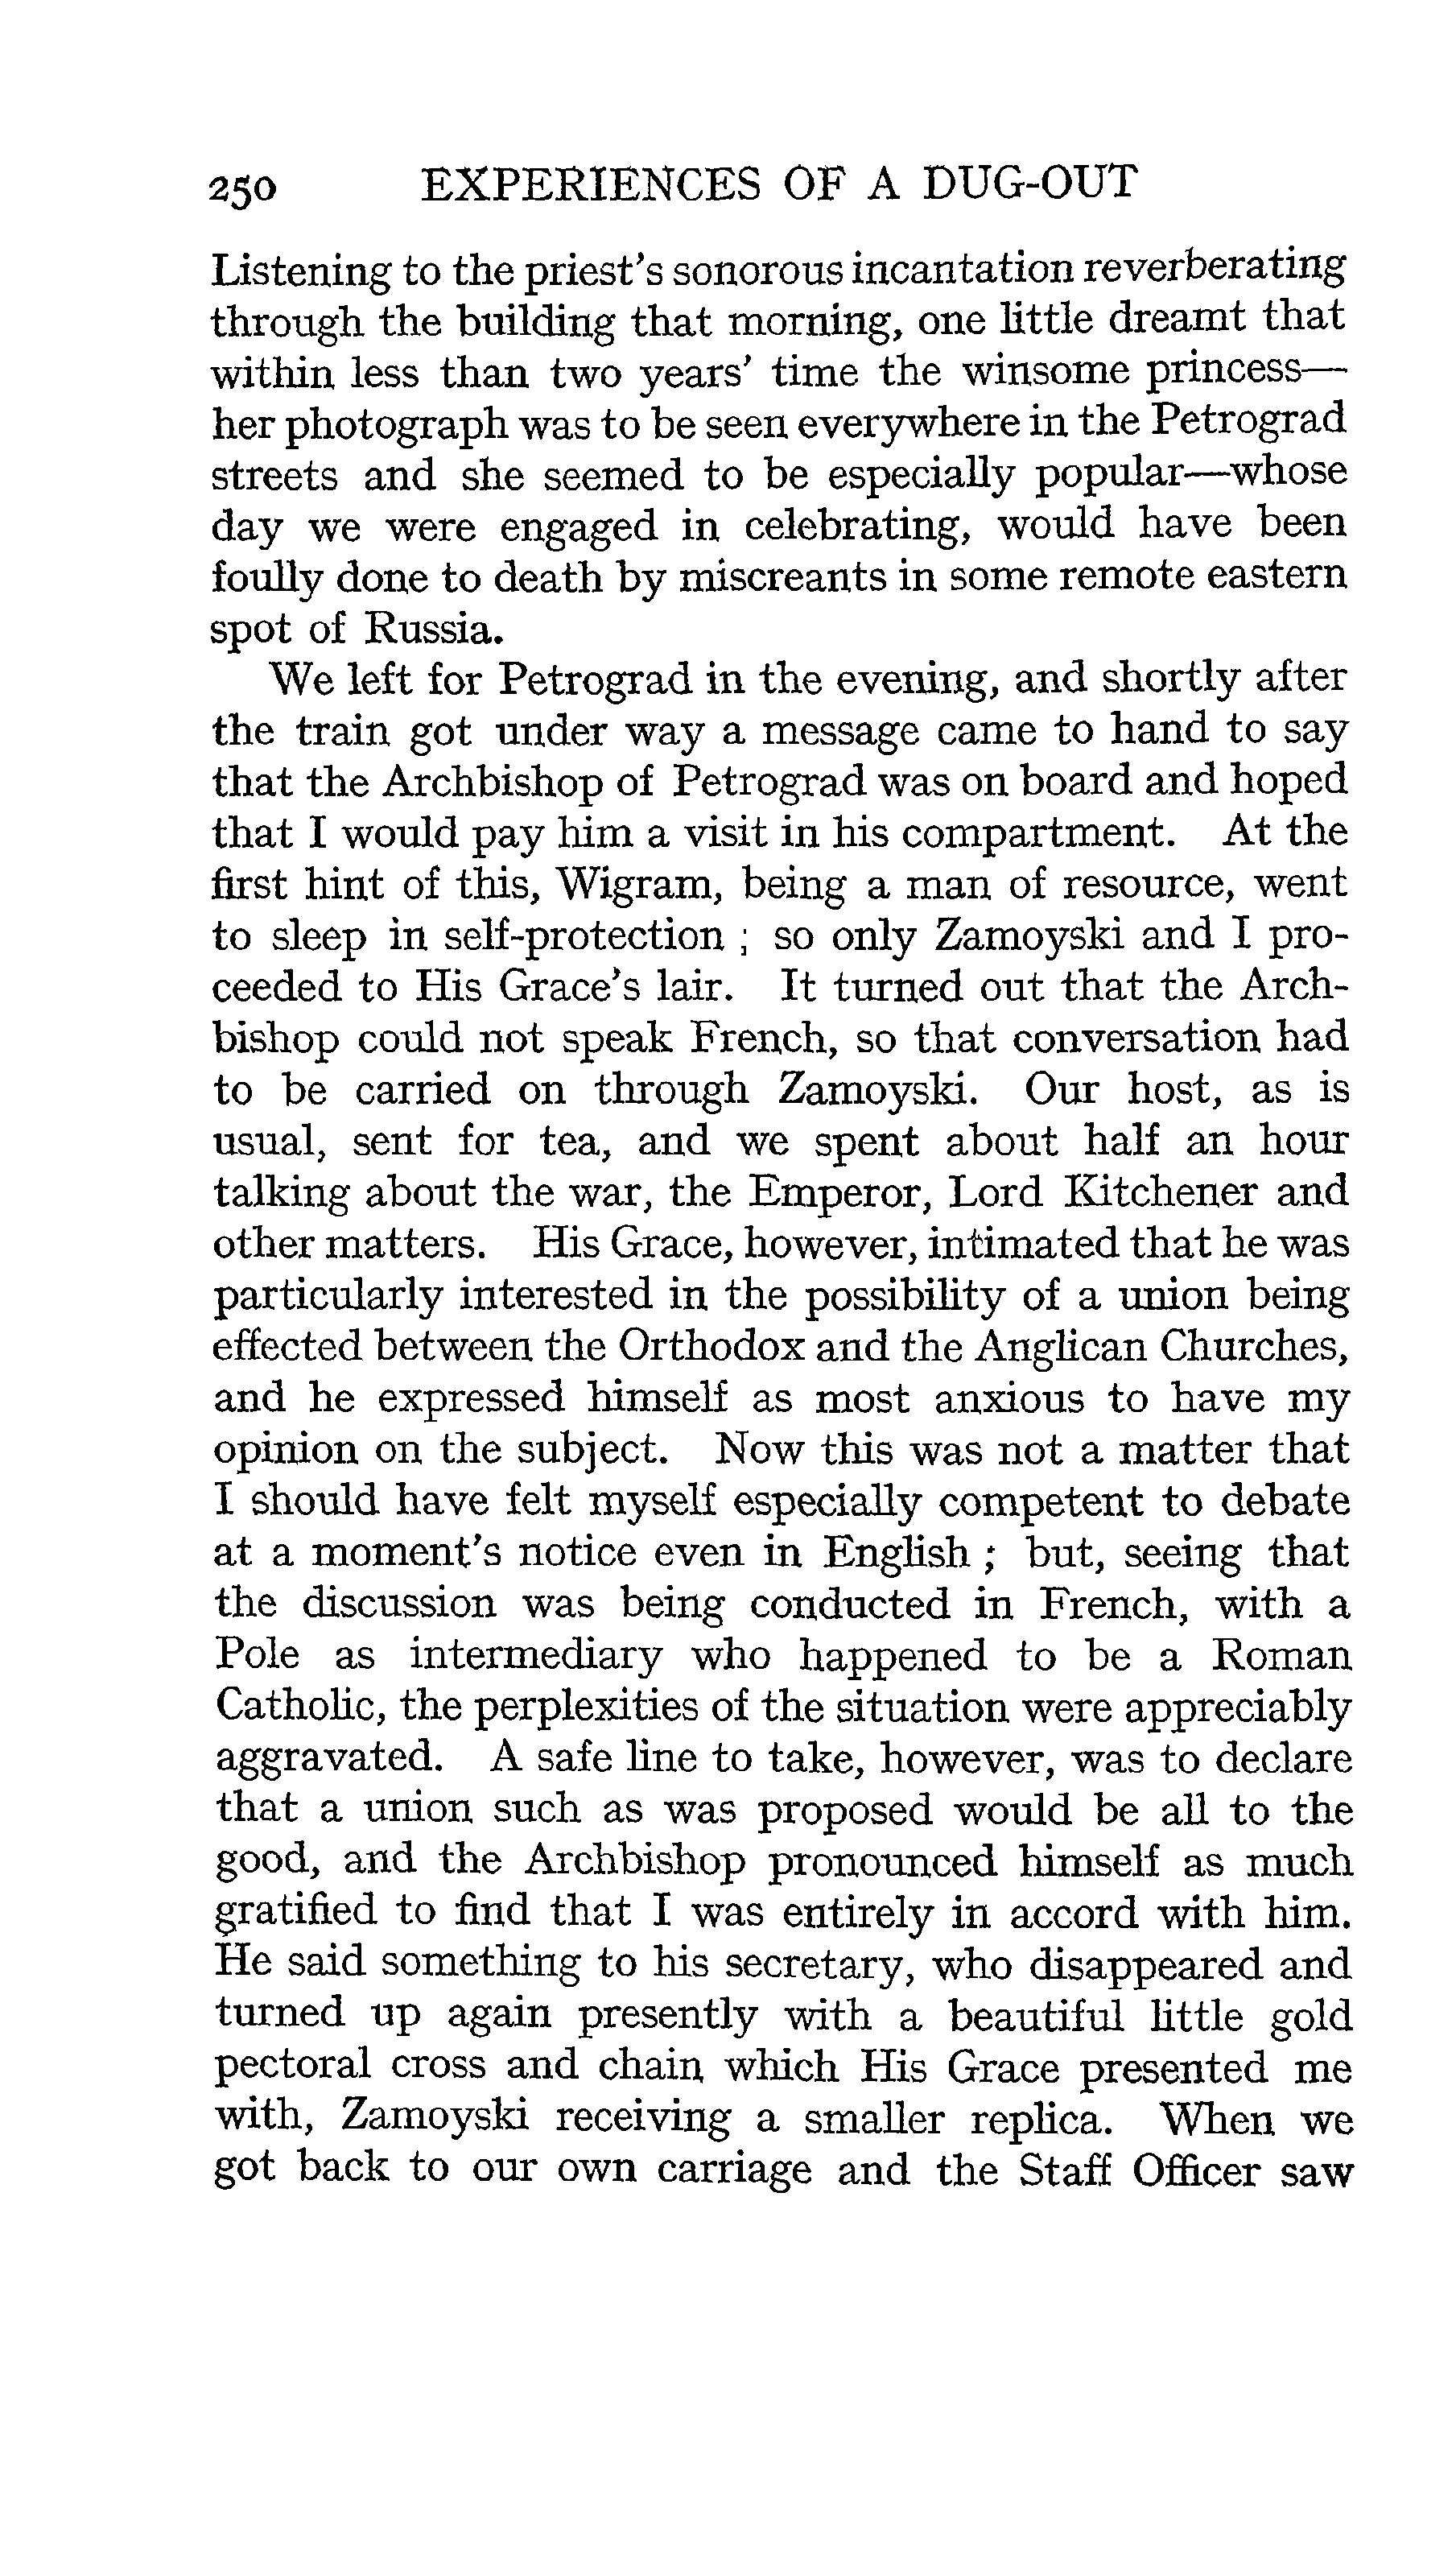 250 EXPERIENCES OF A DUG-OUT
Listening to the priest's sonorous incantation reverberating
through the building that morning, one little dreamt that
within less than two years' time the winsome princess—
her photograph was to be seen everywhere in the Petrograd
streets and she seemed to be especially popular—whose
day we were engaged in celebrating, would have been
foully done to death by miscreants in some remote eastern
spot of Russia.
We left for Petrograd in the evening, and shortly after
the train got under way a message came to hand to say
that the Archbishop of Petrograd was on board and hoped
that I would pay him a visit in his compartment. At the
first hint of this, Wigram, being a man of resource, went
to sleep in self-protection ; so only Zamoyski and I pro-
ceeded to His Grace's lair. It turned out that the Arch-
bishop could not speak French, so that conversation had
to be carried on through Zamoyski. Our host, as is
usual, sent for tea, and we spent about half an hour
talking about the war, the Emperor, Lord Kitchener and
other matters. His Grace, however, intimated that he was
particularly interested in the possibility of a union being
effected between the Orthodox and the Anglican Churches,
and he expressed himself as most anxious to have my
opinion on the subject. Now this was not a matter that
I should have felt myself especially competent to debate
at a moment's notice even in English ; but, seeing that
the discussion was being conducted in French, with a
Pole as intermediary who happened to be a Roman
Catholic, the perplexities of the situation were appreciably
aggravated. A safe line to take, however, was to declare
that a union such as was proposed would be all to the
good, and the Archbishop pronounced himself as much
gratified to find that I was entirely in accord with him.
He said something to his secretary, who disappeared and
turned up again presently with a beautiful little gold
pectoral cross and chain which His Grace presented me
with, Zamoyski receiving a smaller replica. When we
got back to our own carriage and the Staff Officer saw